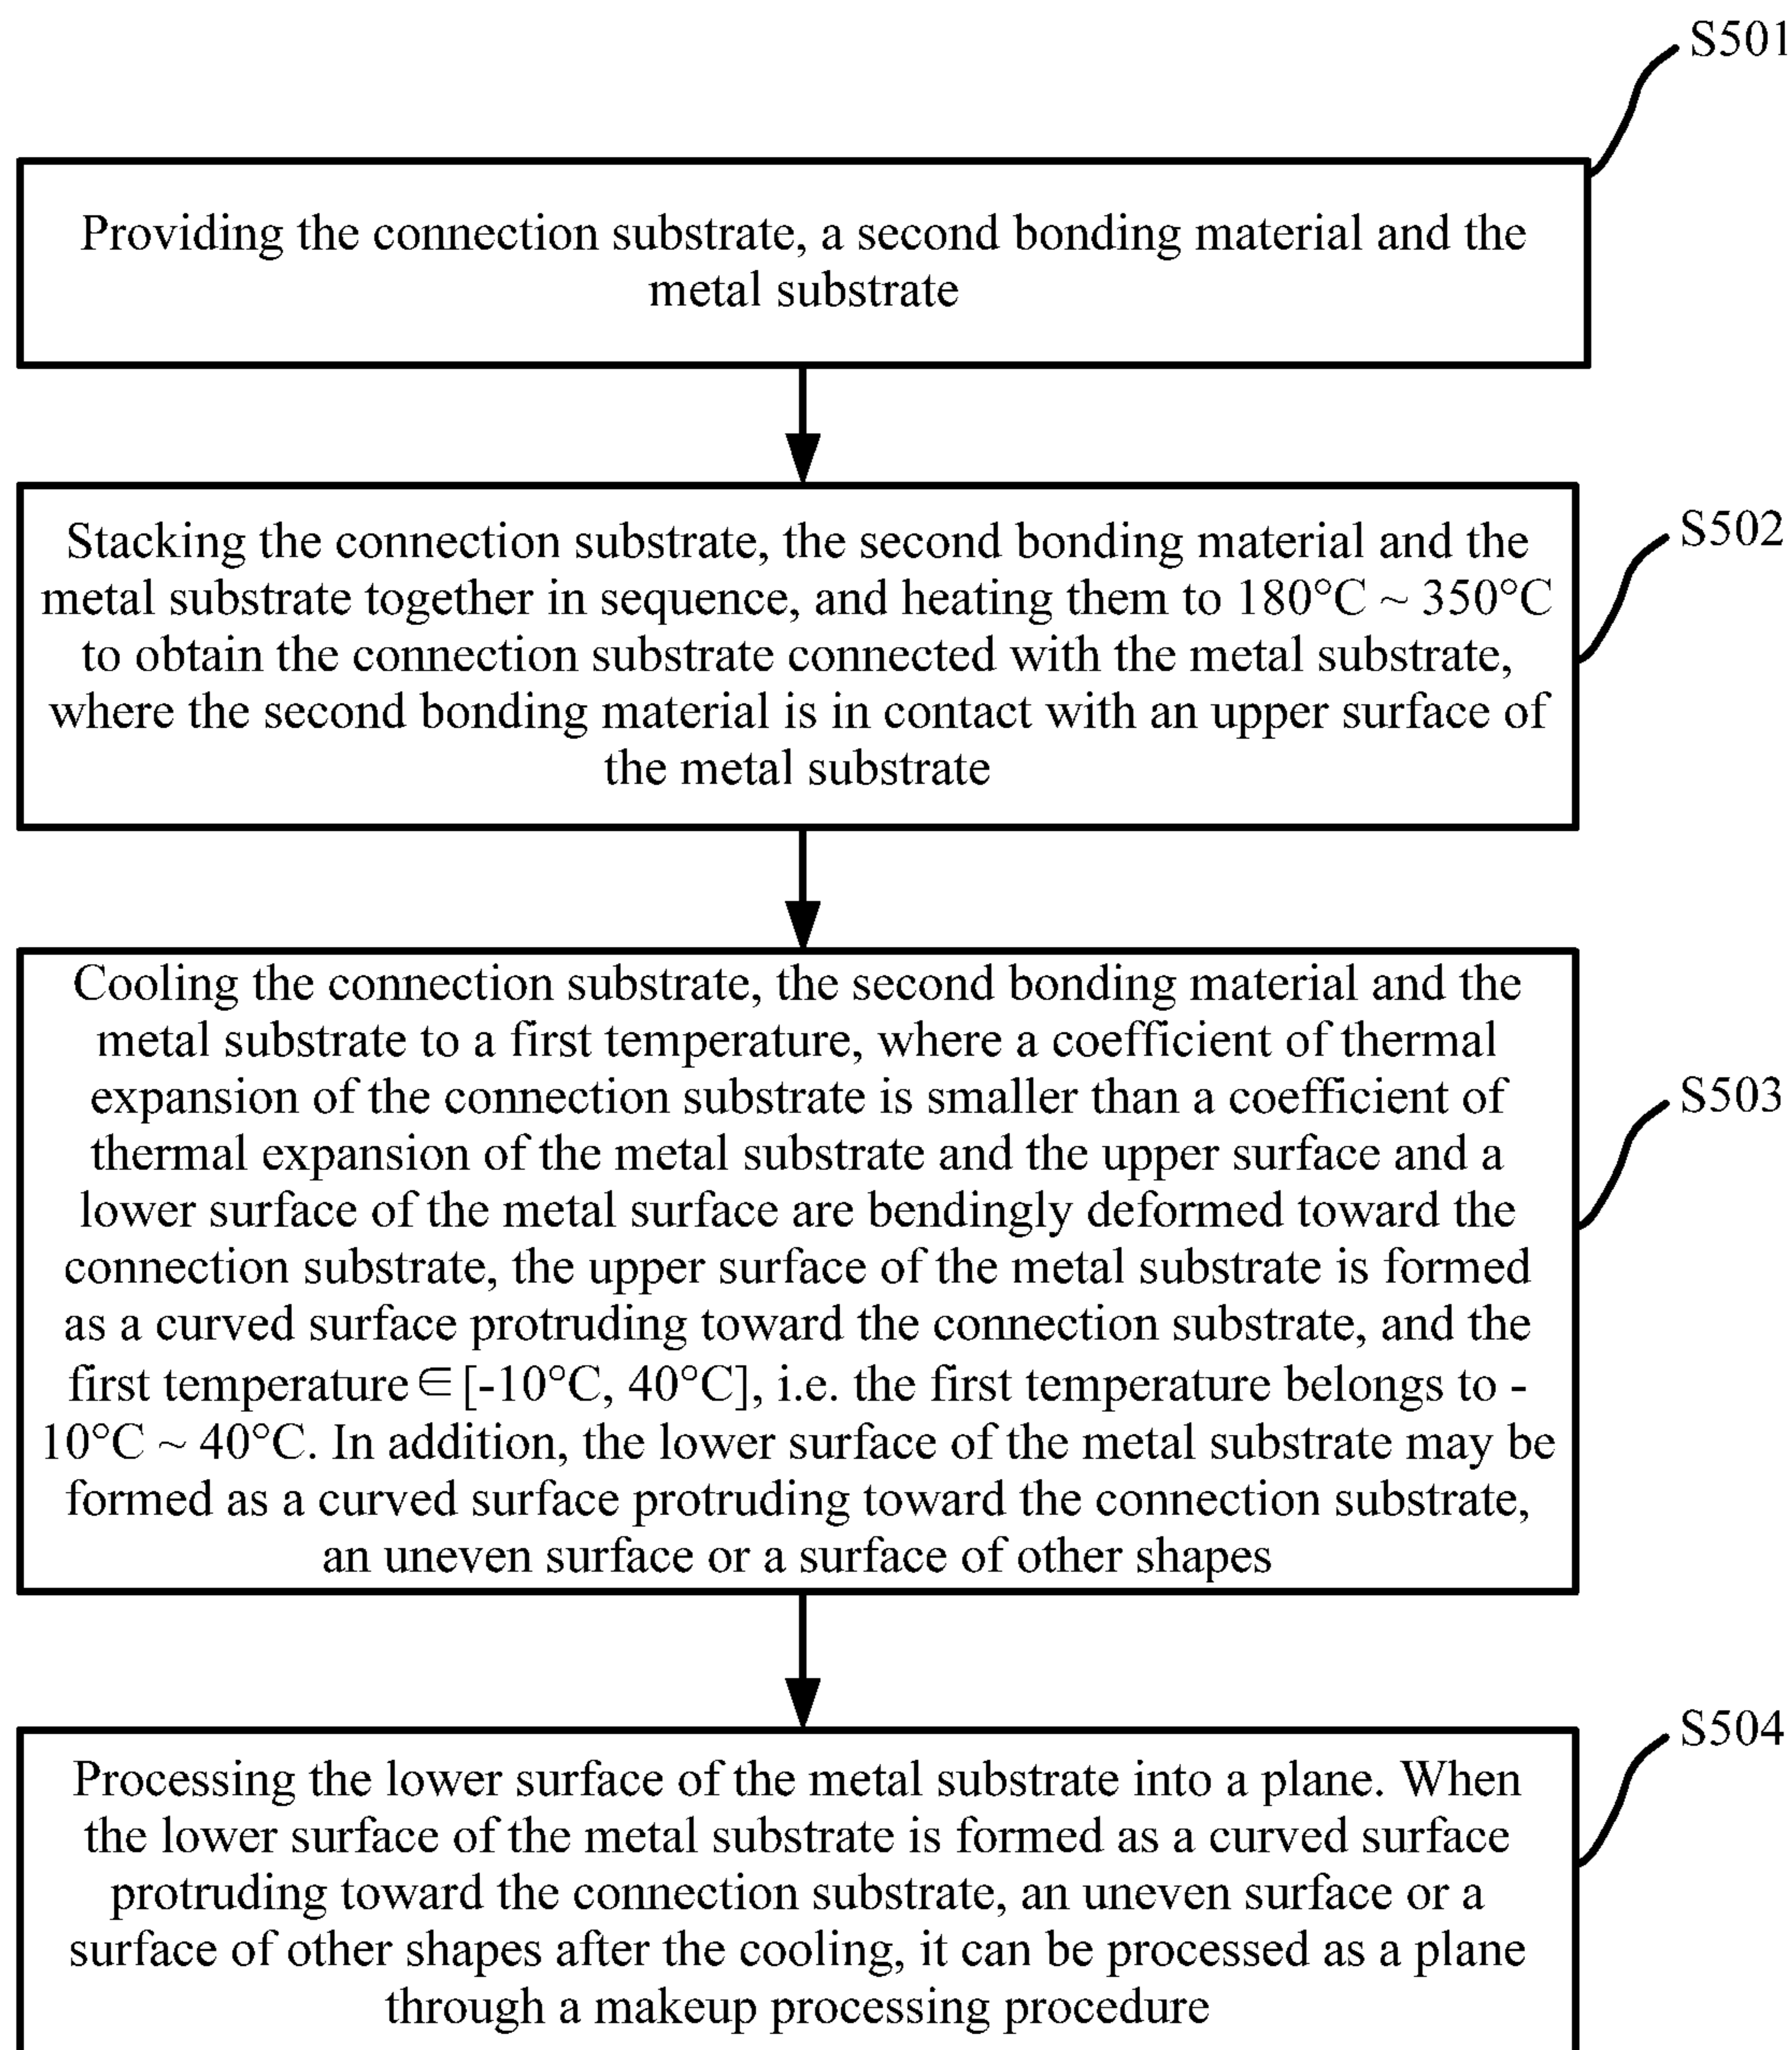 S501
Providing the connection substrate, a second bonding material and the
metal substrate
S502
Stacking the connection substrate, the second bonding material and the
metal substrate together in sequence, and heating them to 180°C ~ 350°C
to obtain the connection substrate connected with the metal substrate,
where the second bonding material is in contact with an upper surface of
the metal substrate
S503
Cooling the connection substrate, the second bonding material and the
metal substrate to a first temperature, where a coefficient of thermal
expansion of the connection substrate is smaller than a coefficient of
thermal expansion of the metal substrate and the upper surface and a
lower surface of the metal surface are bendingly deformed toward the
connection substrate, the upper surface of the metal substrate is formed
as a curved surface protruding toward the connection substrate, and the
first temperature∈[-10°C, 40°C], i.e. the first temperature belongs to -
10°C ~ 40°C. In addition, the lower surface of the metal substrate may be
formed as a curved surface protruding toward the connection substrate,
an uneven surface or a surface of other shapes
S504
Processing the lower surface of the metal substrate into a plane. When
the lower surface of the metal substrate is formed as a curved surface
protruding toward the connection substrate, an uneven surface or a
surface of other shapes after the cooling, it can be processed as a plane
through a makeup processing procedure